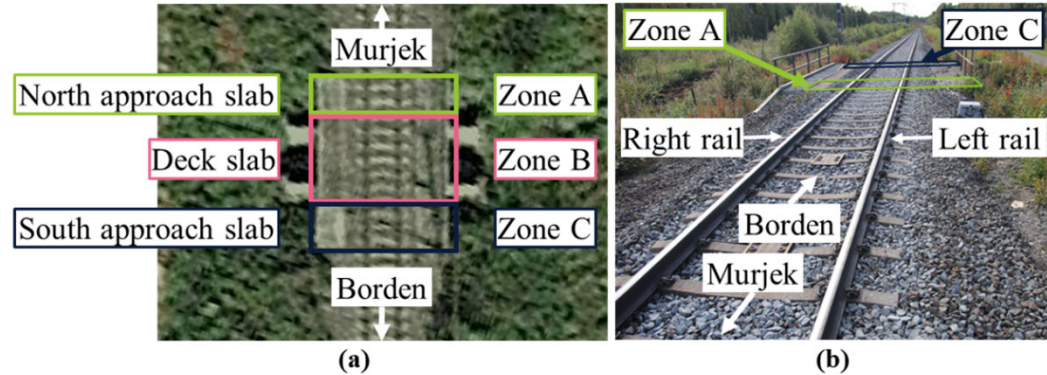 Murjek
North approach slab
Zone A
Deck slab
Zone B
South approach slab
Zone C
Borden
(a)
Zone A
Zone C
Right rail
Left rail
Borden
Murjek
(b)